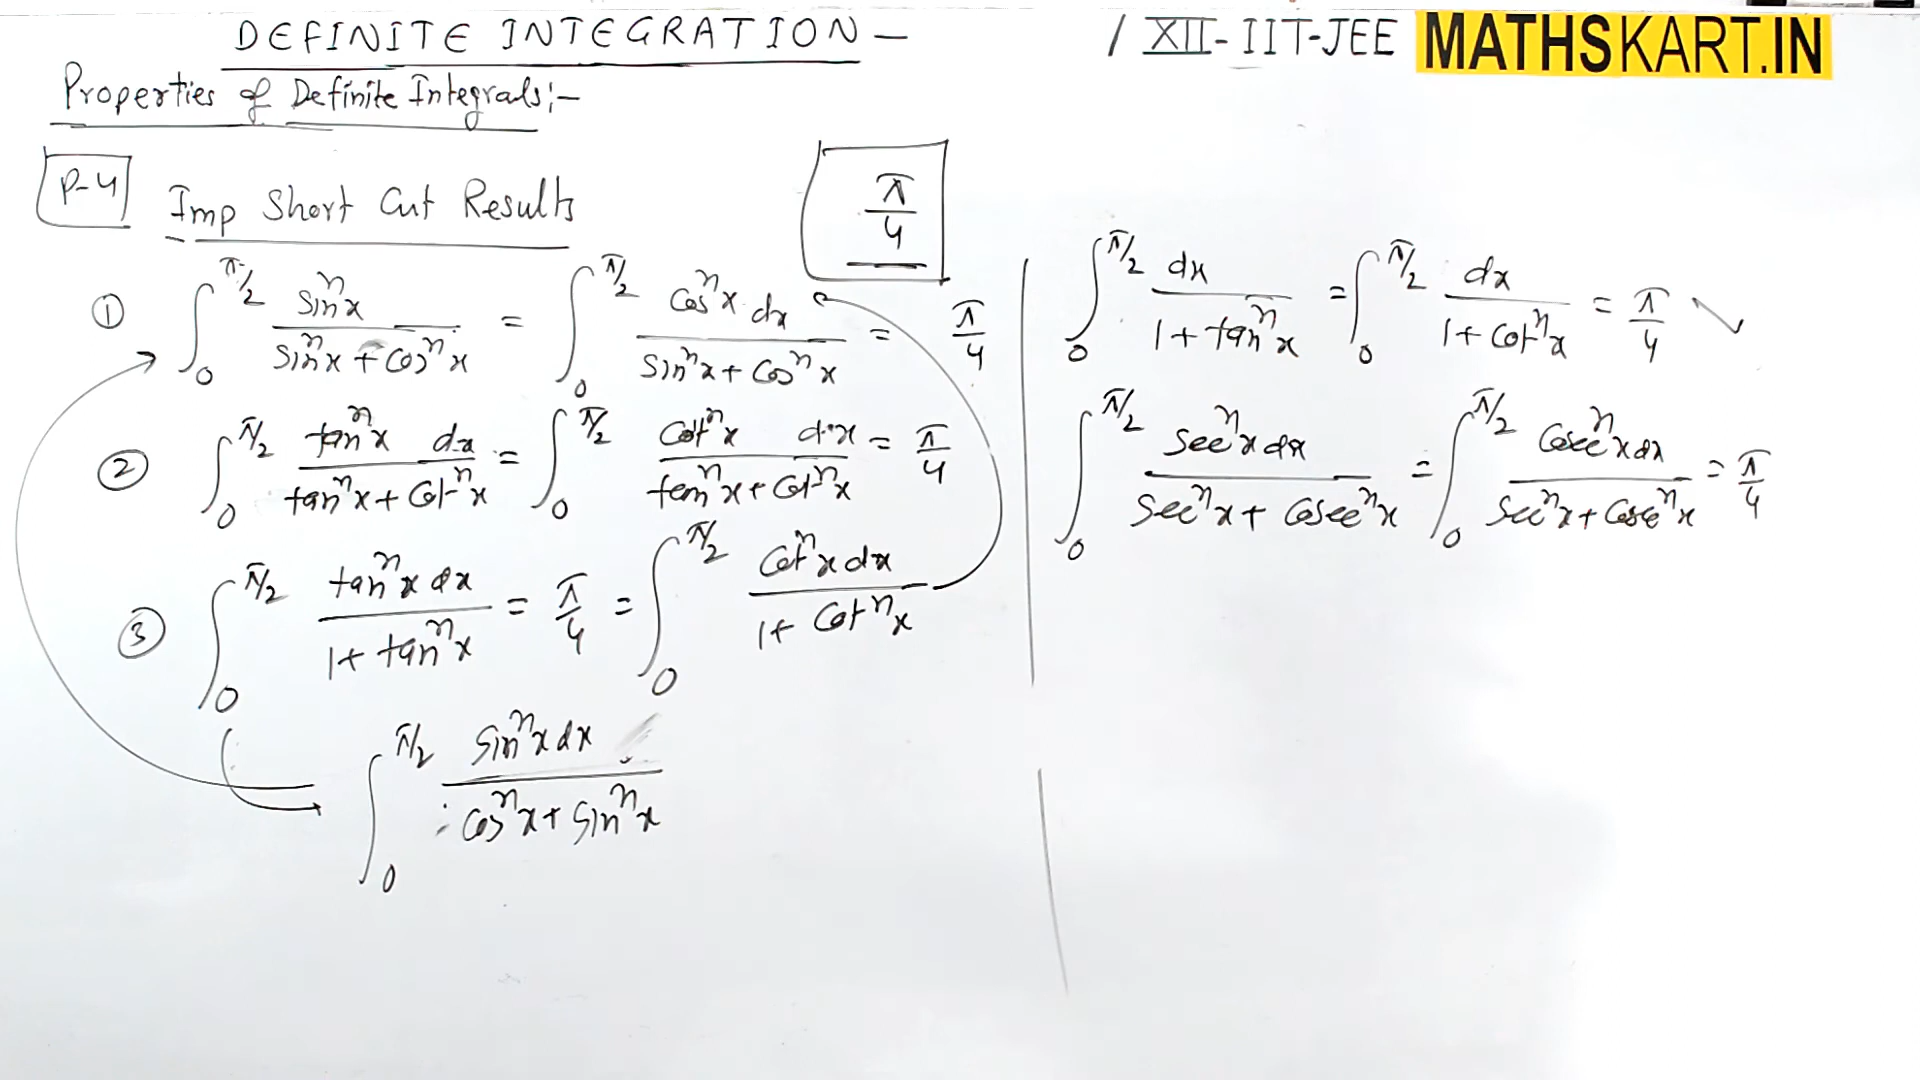 DEFINITE INTEGRATION — / XII-IIT-JEE MATHSKART.IN
Properties of Definite Integrals:-
P-4 Imp Short Cut Results
π/4
① ∫₀^{π/2} sinⁿx / (sinⁿx + cosⁿx) = ∫₀^{π/2} cosⁿx dx / (sinⁿx + cosⁿx) = π/4
② ∫₀^{π/2} tanⁿx dx / (tanⁿx + cotⁿx) = ∫₀^{π/2} cotⁿx dx / (tanⁿx + cotⁿx) = π/4
③ ∫₀^{π/2} tanⁿx dx / (1 + tanⁿx) = π/4 = ∫₀^{π/2} cotⁿx dx / (1 + cotⁿx)
∫₀^{π/2} sinⁿx dx / (cosⁿx + sinⁿx)
∫₀^{π/2} dx / (1 + tanⁿx) = ∫₀^{π/2} dx / (1 + cotⁿx) = π/4
∫₀^{π/2} secⁿx dx / (secⁿx + cosecⁿx) = ∫₀^{π/2} cosecⁿx dx / (secⁿx + cosecⁿx) = π/4